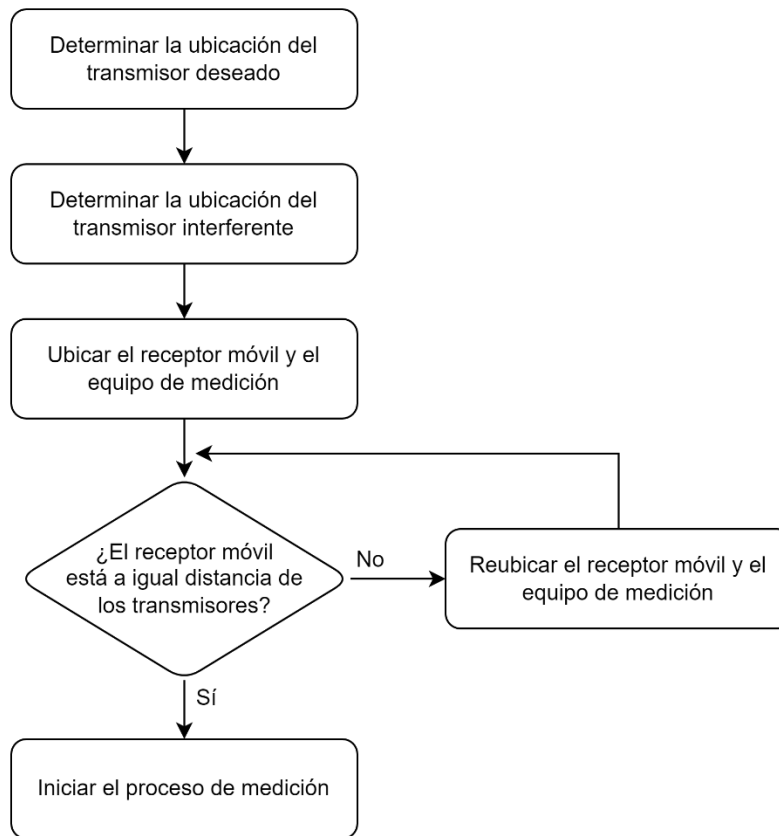 Determinar la ubicación del
transmisor deseado
Determinar la ubicación del
transmisor interferente
Ubicar el receptor móvil y el
equipo de medición
¿El receptor móvil
está a igual distancia de
los transmisores?
No
Reubicar el receptor móvil y el
equipo de medición
Sí
Iniciar el proceso de medición